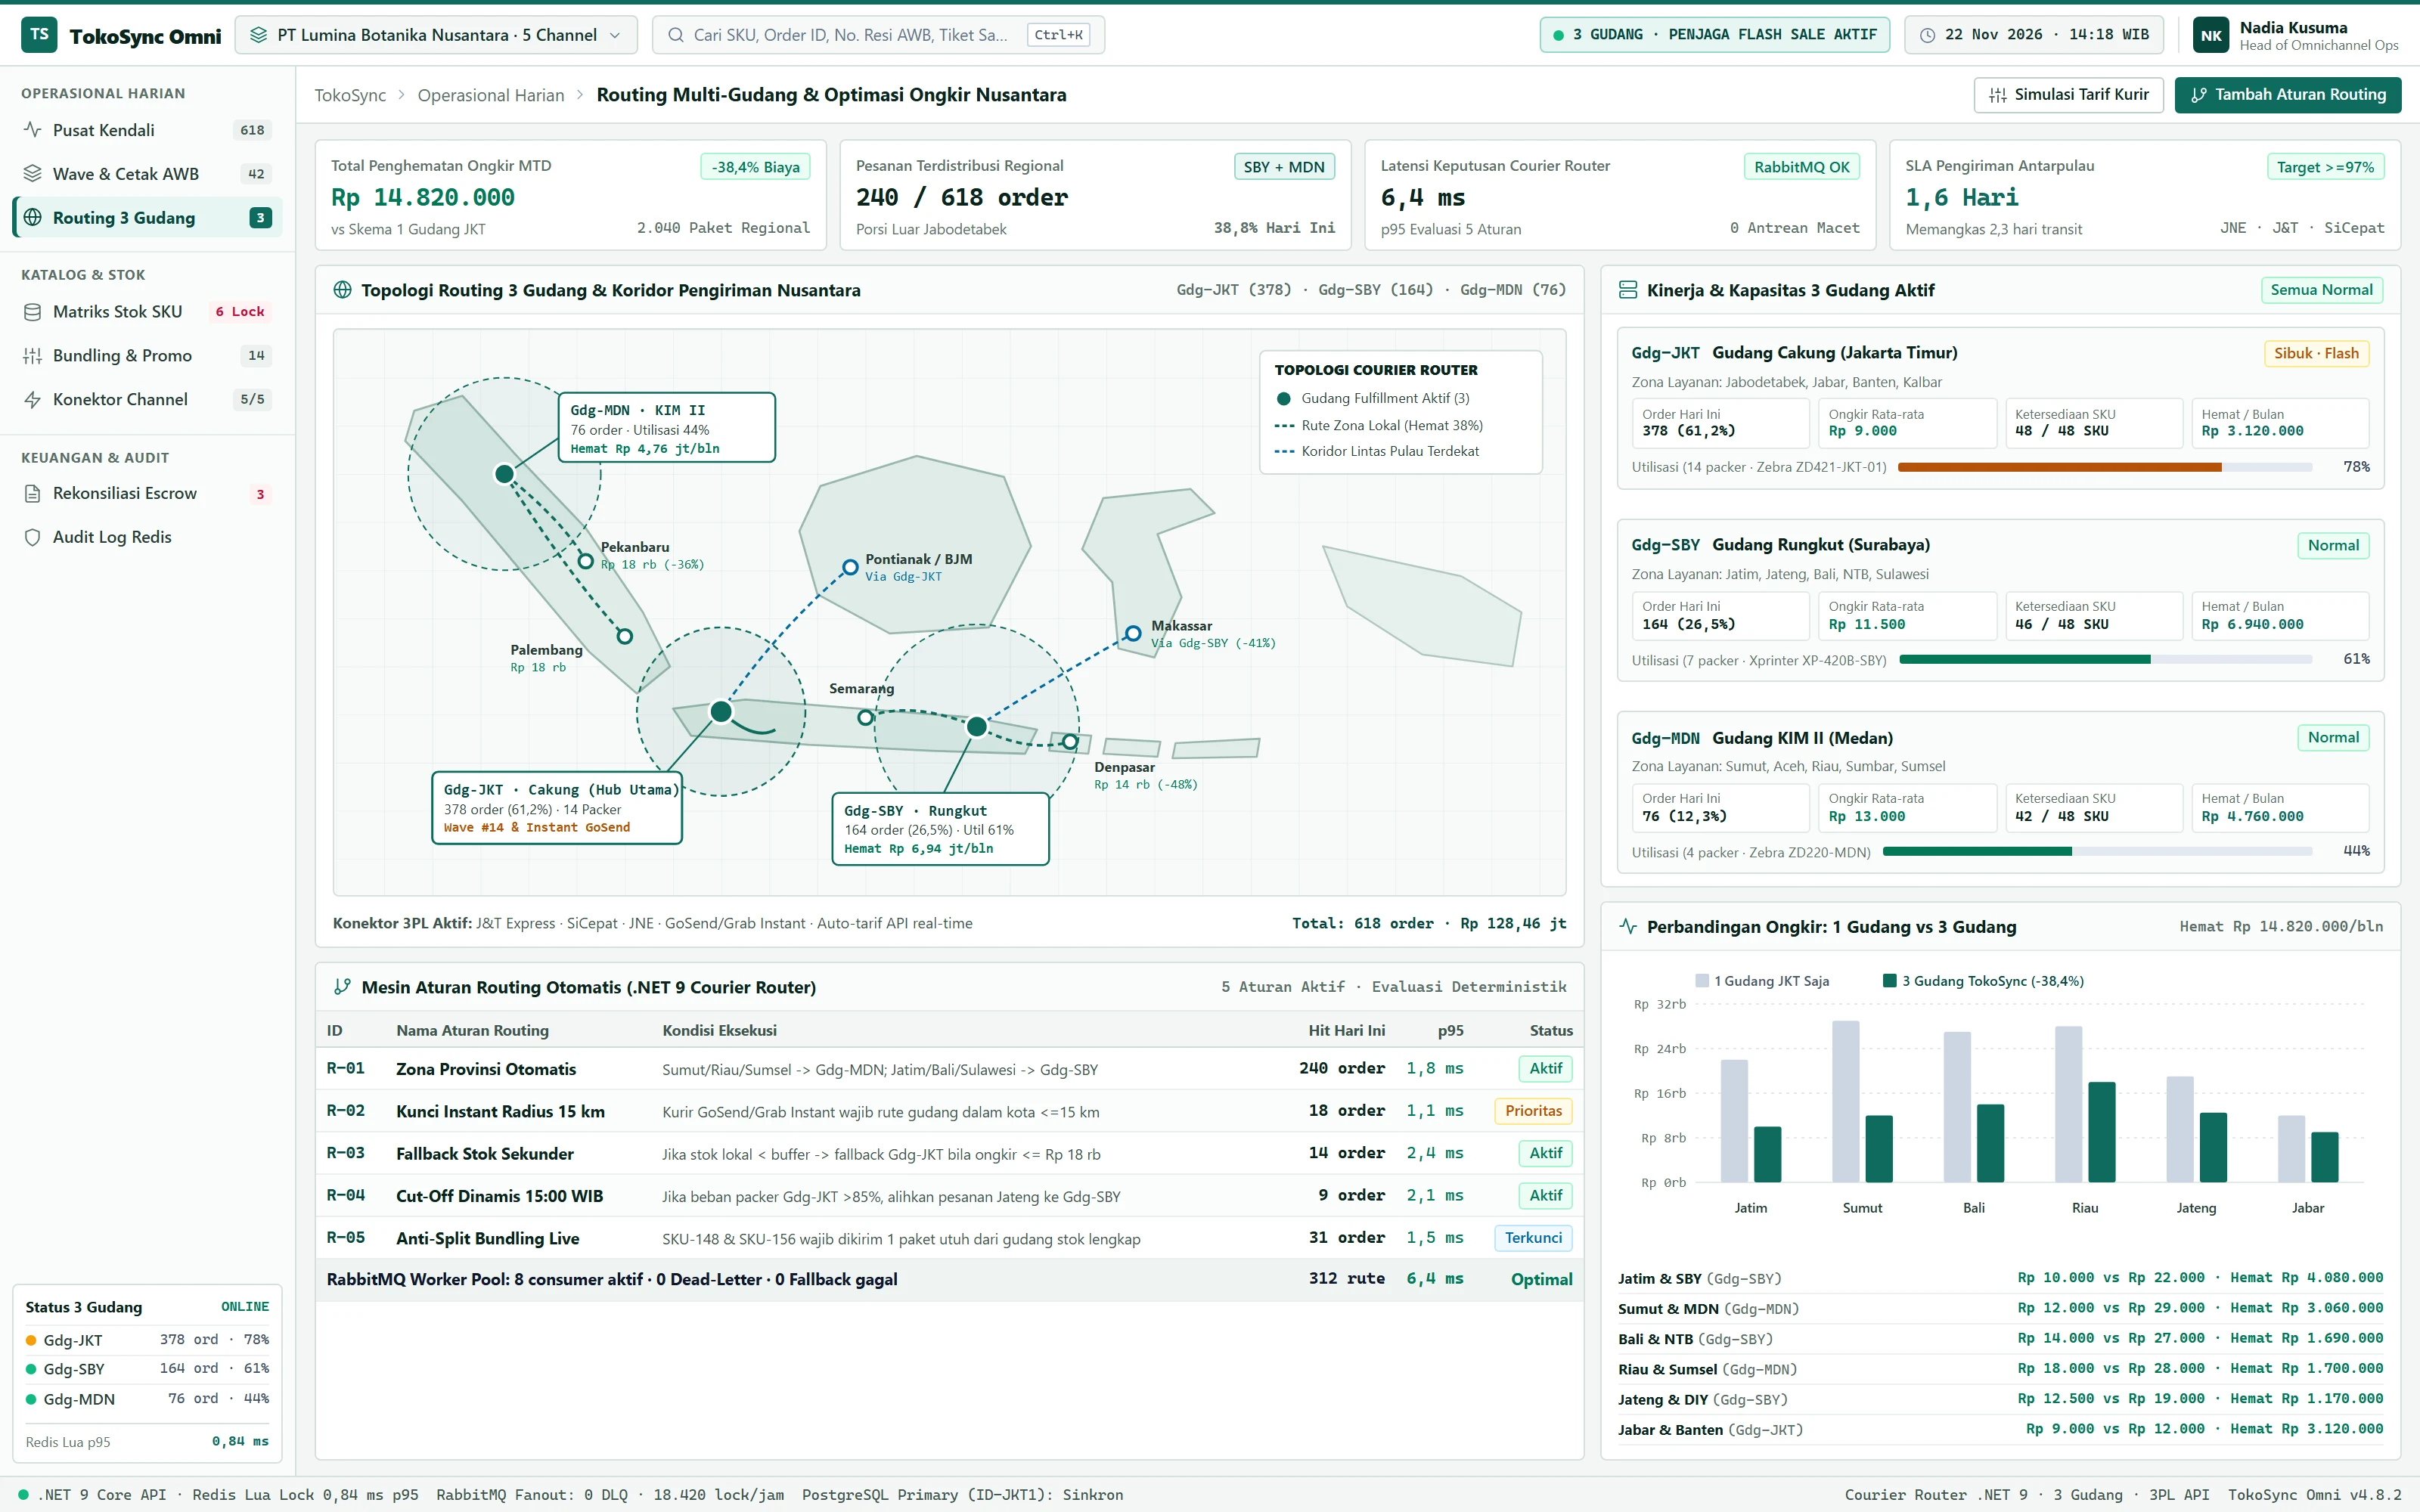 TS TokoSync Omni PT Lumina Botanika Nusantara · 5 Channel Cari SKU, Order ID, No. Resi AWB, Tiket Sa... Ctrl+K 3 GUDANG · PENJAGA FLASH SALE AKTIF 22 Nov 2026 · 14:18 WIB NK Nadia Kusuma
Head of Omnichannel Ops
OPERASIONAL HARIAN
Pusat Kendali 618
Wave & Cetak AWB 42
Routing 3 Gudang 3
KATALOG & STOK
Matriks Stok SKU 6 Lock
Bundling & Promo 14
Konektor Channel 5/5
KEUANGAN & AUDIT
Rekonsiliasi Escrow 3
Audit Log Redis
Status 3 Gudang ONLINE
Gdg-JKT 378 ord · 78%
Gdg-SBY 164 ord · 61%
Gdg-MDN 76 ord · 44%
Redis Lua p95 0,84 ms
TokoSync > Operasional Harian > Routing Multi-Gudang & Optimasi Ongkir Nusantara
Simulasi Tarif Kurir
Tambah Aturan Routing
Total Penghematan Ongkir MTD -38,4% Biaya
Rp 14.820.000
vs Skema 1 Gudang JKT 2.040 Paket Regional
Pesanan Terdistribusi Regional SBY + MDN
240 / 618 order
Porsi Luar Jabodetabek 38,8% Hari Ini
Latensi Keputusan Courier Router RabbitMQ OK
6,4 ms
p95 Evaluasi 5 Aturan 0 Antrean Macet
SLA Pengiriman Antarpulau Target >=97%
1,6 Hari
Memangkas 2,3 hari transit JNE · J&T · SiCepat
Topologi Routing 3 Gudang & Koridor Pengiriman Nusantara Gdg-JKT (378) · Gdg-SBY (164) · Gdg-MDN (76)
TOPOLOGI COURIER ROUTER
Gudang Fulfillment Aktif (3)
Rute Zona Lokal (Hemat 38%)
Koridor Lintas Pulau Terdekat
Gdg-MDN · KIM II
76 order · Utilisasi 44%
Hemat Rp 4,76 jt/bln
Pekanbaru
Rp 18 rb (-36%)
Pontianak / BJM
Via Gdg-JKT
Makassar
Via Gdg-SBY (-41%)
Palembang
Rp 18 rb
Semarang
Denpasar
Rp 14 rb (-48%)
Gdg-JKT · Cakung (Hub Utama)
378 order (61,2%) · 14 Packer
Wave #14 & Instant GoSend
Gdg-SBY · Rungkut
164 order (26,5%) · Util 61%
Hemat Rp 6,94 jt/bln
Konektor 3PL Aktif: J&T Express · SiCepat · JNE · GoSend/Grab Instant · Auto-tarif API real-time Total: 618 order · Rp 128,46 jt
Mesin Aturan Routing Otomatis (.NET 9 Courier Router) 5 Aturan Aktif · Evaluasi Deterministik
ID Nama Aturan Routing Kondisi Eksekusi Hit Hari Ini p95 Status
R-01 Zona Provinsi Otomatis Sumut/Riau/Sumsel -> Gdg-MDN; Jatim/Bali/Sulawesi -> Gdg-SBY 240 order 1,8 ms Aktif
R-02 Kunci Instant Radius 15 km Kurir GoSend/Grab Instant wajib rute gudang dalam kota <=15 km 18 order 1,1 ms Prioritas
R-03 Fallback Stok Sekunder Jika stok lokal < buffer -> fallback Gdg-JKT bila ongkir <= Rp 18 rb 14 order 2,4 ms Aktif
R-04 Cut-Off Dinamis 15:00 WIB Jika beban packer Gdg-JKT >85%, alihkan pesanan Jateng ke Gdg-SBY 9 order 2,1 ms Aktif
R-05 Anti-Split Bundling Live SKU-148 & SKU-156 wajib dikirim 1 paket utuh dari gudang stok lengkap 31 order 1,5 ms Terkunci
RabbitMQ Worker Pool: 8 consumer aktif · 0 Dead-Letter · 0 Fallback gagal 312 rute 6,4 ms Optimal
Kinerja & Kapasitas 3 Gudang Aktif Semua Normal
Gdg-JKT Gudang Cakung (Jakarta Timur) Sibuk · Flash
Zona Layanan: Jabodetabek, Jabar, Banten, Kalbar
Order Hari Ini Ongkir Rata-rata Ketersediaan SKU Hemat / Bulan
378 (61,2%) Rp 9.000 48 / 48 SKU Rp 3.120.000
Utilisasi (14 packer · Zebra ZD421-JKT-01) 78%
Gdg-SBY Gudang Rungkut (Surabaya) Normal
Zona Layanan: Jatim, Jateng, Bali, NTB, Sulawesi
Order Hari Ini Ongkir Rata-rata Ketersediaan SKU Hemat / Bulan
164 (26,5%) Rp 11.500 46 / 48 SKU Rp 6.940.000
Utilisasi (7 packer · Xprinter XP-420B-SBY) 61%
Gdg-MDN Gudang KIM II (Medan) Normal
Zona Layanan: Sumut, Aceh, Riau, Sumbar, Sumsel
Order Hari Ini Ongkir Rata-rata Ketersediaan SKU Hemat / Bulan
76 (12,3%) Rp 13.000 42 / 48 SKU Rp 4.760.000
Utilisasi (4 packer · Zebra ZD220-MDN) 44%
Perbandingan Ongkir: 1 Gudang vs 3 Gudang Hemat Rp 14.820.000/bln
1 Gudang JKT Saja 3 Gudang TokoSync (-38,4%)
Rp 32rb
Rp 24rb
Rp 16rb
Rp 8rb
Rp 0rb
Jatim Sumut Bali Riau Jateng Jabar
Jatim & SBY (Gdg-SBY) Rp 10.000 vs Rp 22.000 · Hemat Rp 4.080.000
Sumut & MDN (Gdg-MDN) Rp 12.000 vs Rp 29.000 · Hemat Rp 3.060.000
Bali & NTB (Gdg-SBY) Rp 14.000 vs Rp 27.000 · Hemat Rp 1.690.000
Riau & Sumsel (Gdg-MDN) Rp 18.000 vs Rp 28.000 · Hemat Rp 1.700.000
Jateng & DIY (Gdg-SBY) Rp 12.500 vs Rp 19.000 · Hemat Rp 1.170.000
Jabar & Banten (Gdg-JKT) Rp 9.000 vs Rp 12.000 · Hemat Rp 3.120.000
.NET 9 Core API · Redis Lua Lock 0,84 ms p95 RabbitMQ Fanout: 0 DLQ · 18.420 lock/jam PostgreSQL Primary (ID-JKT1): Sinkron Courier Router .NET 9 · 3 Gudang · 3PL API TokoSync Omni v4.8.2